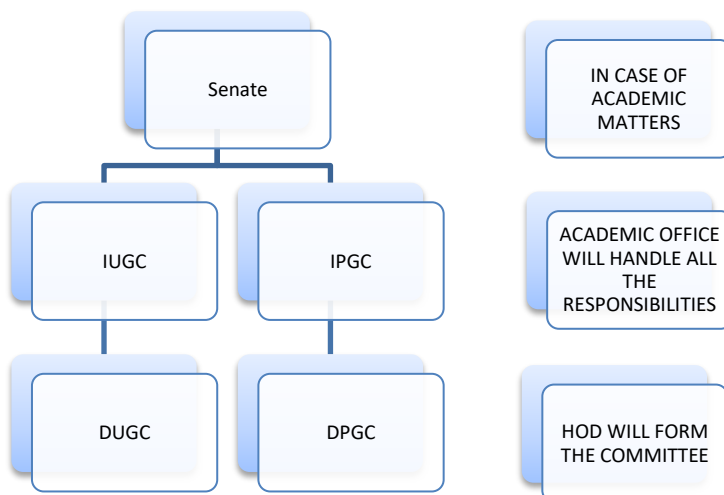 Senate
IN CASE OF
ACADEMIC
MATTERS
IUGC
IPGC
ACADEMIC OFFICE
WILL HANDLE ALL
THE
RESPONSIBILITIES
DUGC
DPGC
HOD WILL FORM
THE COMMITTEE